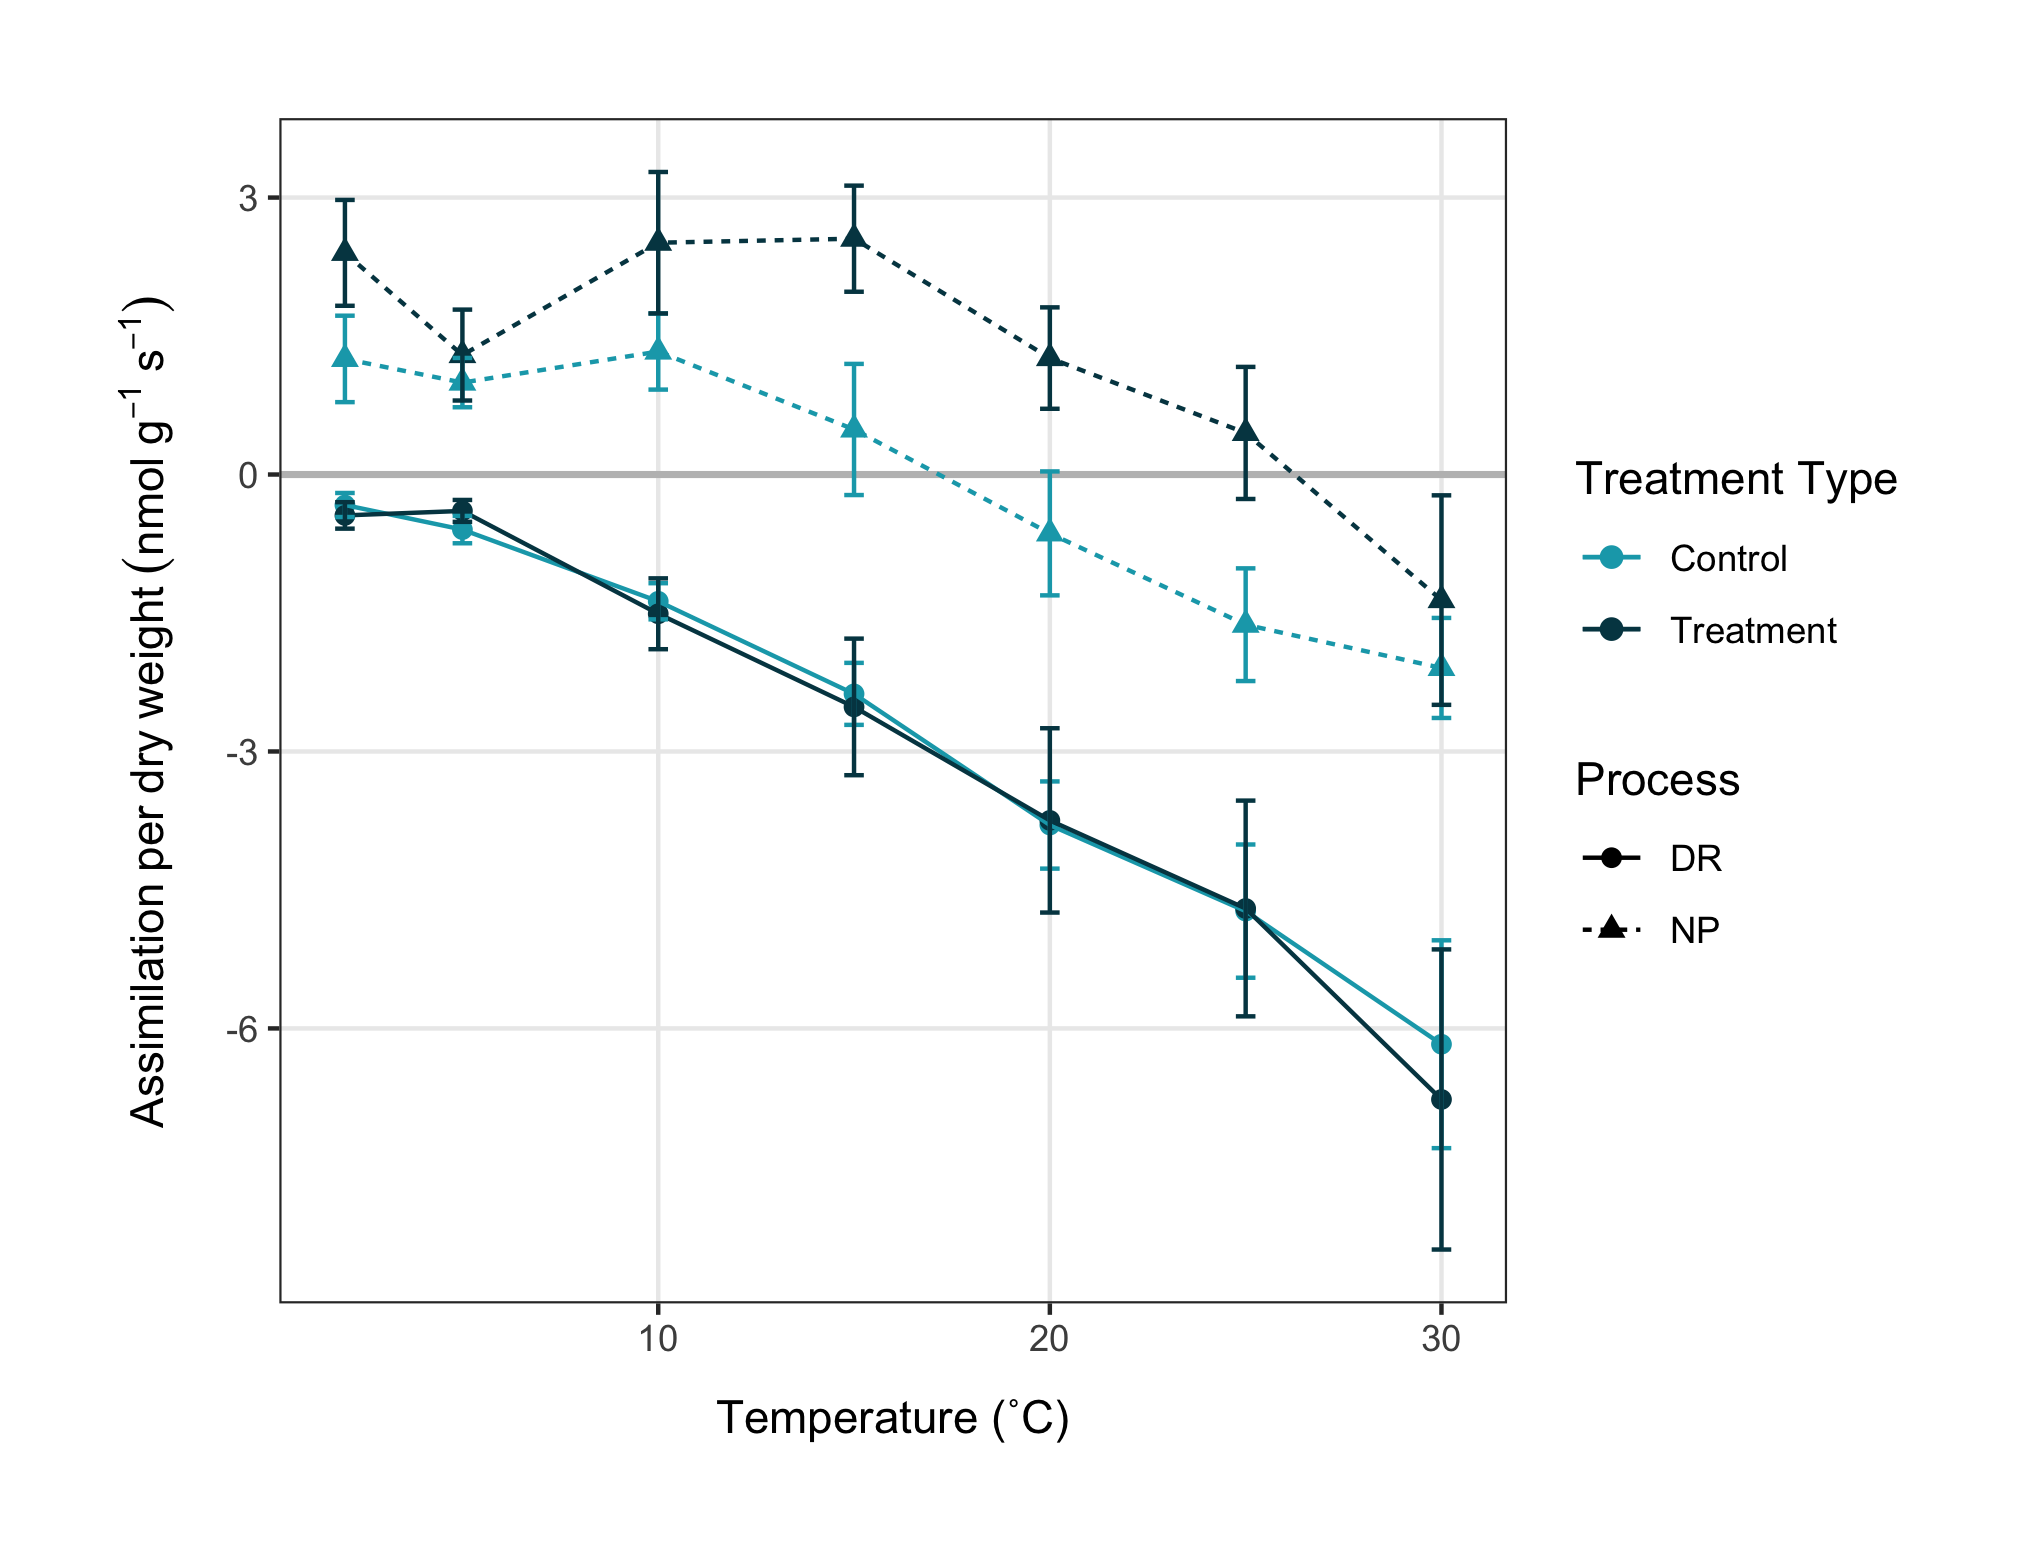 Assimilation per dry weight (nmol g⁻¹ s⁻¹)
3
0
-3
-6
10 20 30
Temperature (˚C)
Treatment Type
Control
Treatment
Process
DR
NP